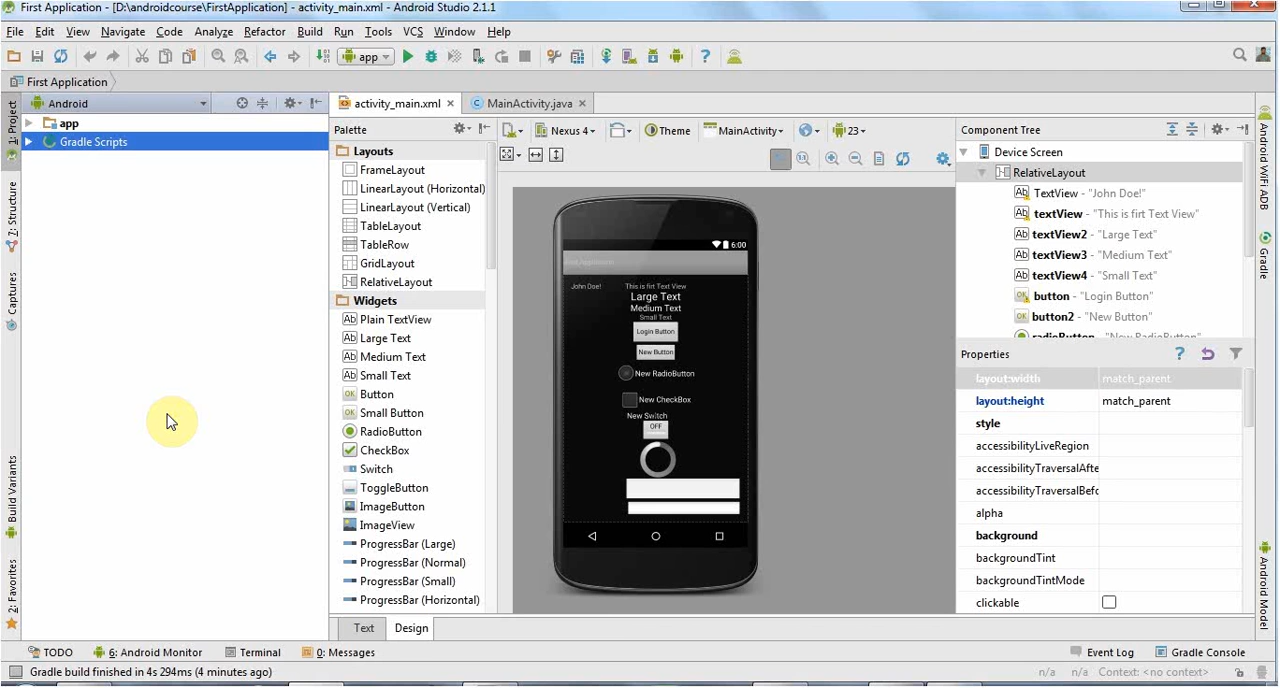 First Application - [D:\androidcourse\FirstApplication] - activity_main.xml - Android Studio 2.1.1
File Edit View Navigate Code Analyze Refactor Build Run Tools VCS Window Help
app
First Application
1: Project
Z: Structure
Captures
Build Variants
2: Favorites
Android
app
Gradle Scripts
activity_main.xml
MainActivity.java
Palette
Layouts
FrameLayout
LinearLayout (Horizontal)
LinearLayout (Vertical)
TableLayout
TableRow
GridLayout
RelativeLayout
Widgets
Plain TextView
Large Text
Medium Text
Small Text
Button
Small Button
RadioButton
CheckBox
Switch
ToggleButton
ImageButton
ImageView
ProgressBar (Large)
ProgressBar (Normal)
ProgressBar (Small)
ProgressBar (Horizontal)
Nexus 4
Theme
MainActivity
23
6:00
John Doe!
This is firt Text View
Large Text
Medium Text
Small Text
Login Button
New Button
New RadioButton
New CheckBox
New Switch
OFF
Text
Design
Component Tree
Device Screen
RelativeLayout
TextView - "John Doe!"
textView - "This is firt Text View"
textView2 - "Large Text"
textView3 - "Medium Text"
textView4 - "Small Text"
button - "Login Button"
button2 - "New Button"
radioButton - "New RadioButton"
Properties
layout:width match_parent
layout:height match_parent
style
accessibilityLiveRegion
accessibilityTraversalAfte
accessibilityTraversalBefo
alpha
background
backgroundTint
backgroundTintMode
clickable
Android WiFi ADB
Gradle
Android Model
TODO
6: Android Monitor
Terminal
0: Messages
Event Log
Gradle Console
Gradle build finished in 4s 294ms (4 minutes ago)
n/a n/a Context: <no context>